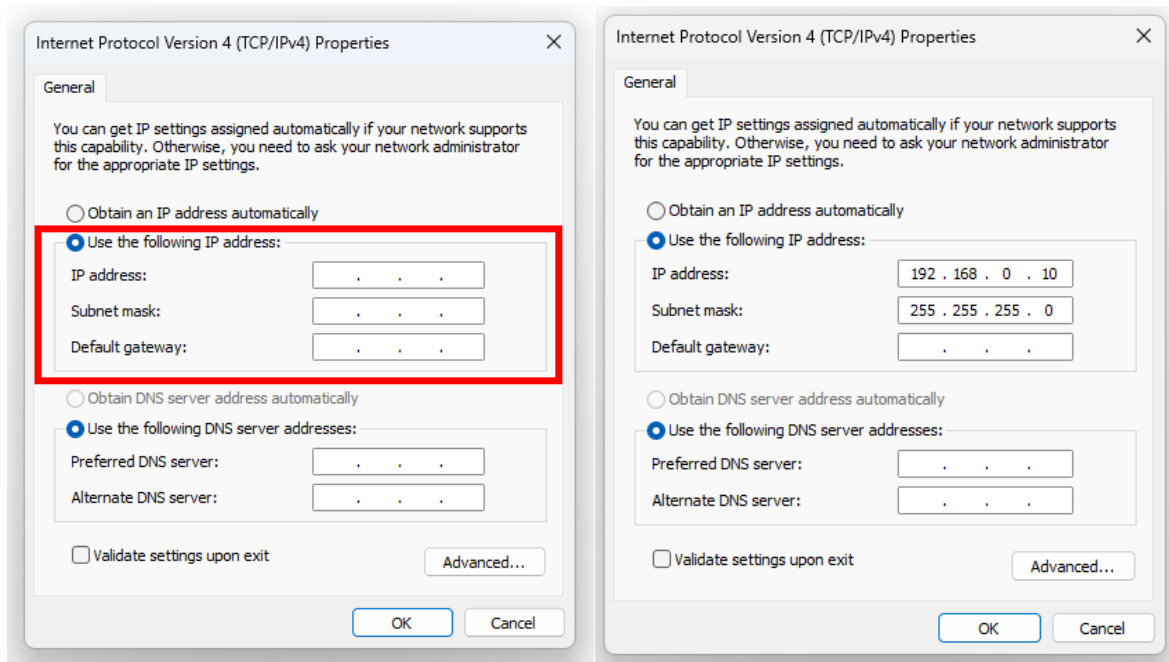 Internet Protocol Version 4 (TCP/IPv4) Properties
General
You can get IP settings assigned automatically if your network supports
this capability. Otherwise, you need to ask your network administrator
for the appropriate IP settings.
Obtain an IP address automatically
Use the following IP address:
IP address: . . .
Subnet mask: . . .
Default gateway: . . .
Obtain DNS server address automatically
Use the following DNS server addresses:
Preferred DNS server: . . .
Alternate DNS server: . . .
Validate settings upon exit
Advanced...
OK Cancel
Internet Protocol Version 4 (TCP/IPv4) Properties
General
You can get IP settings assigned automatically if your network supports
this capability. Otherwise, you need to ask your network administrator
for the appropriate IP settings.
Obtain an IP address automatically
Use the following IP address:
IP address: 192 . 168 . 0 . 10
Subnet mask: 255 . 255 . 255 . 0
Default gateway: . . .
Obtain DNS server address automatically
Use the following DNS server addresses:
Preferred DNS server: . . .
Alternate DNS server: . . .
Validate settings upon exit
Advanced...
OK Cancel